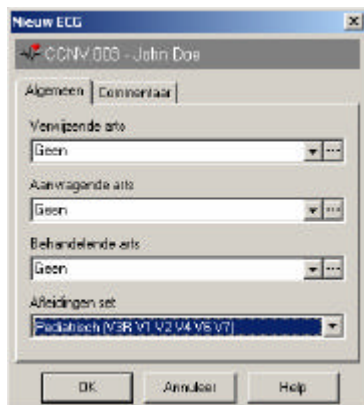 Nieuw ECG
CCNV.003 - John Doe
Algemeen Commentaar
Verwijzende arts
Geen
Aanvragende arts
Geen
Behandelende arts
Geen
Afleidingen set
Pediatrisch (V3R V1 V2 V4 V6 V7)
OK Annuleer Help